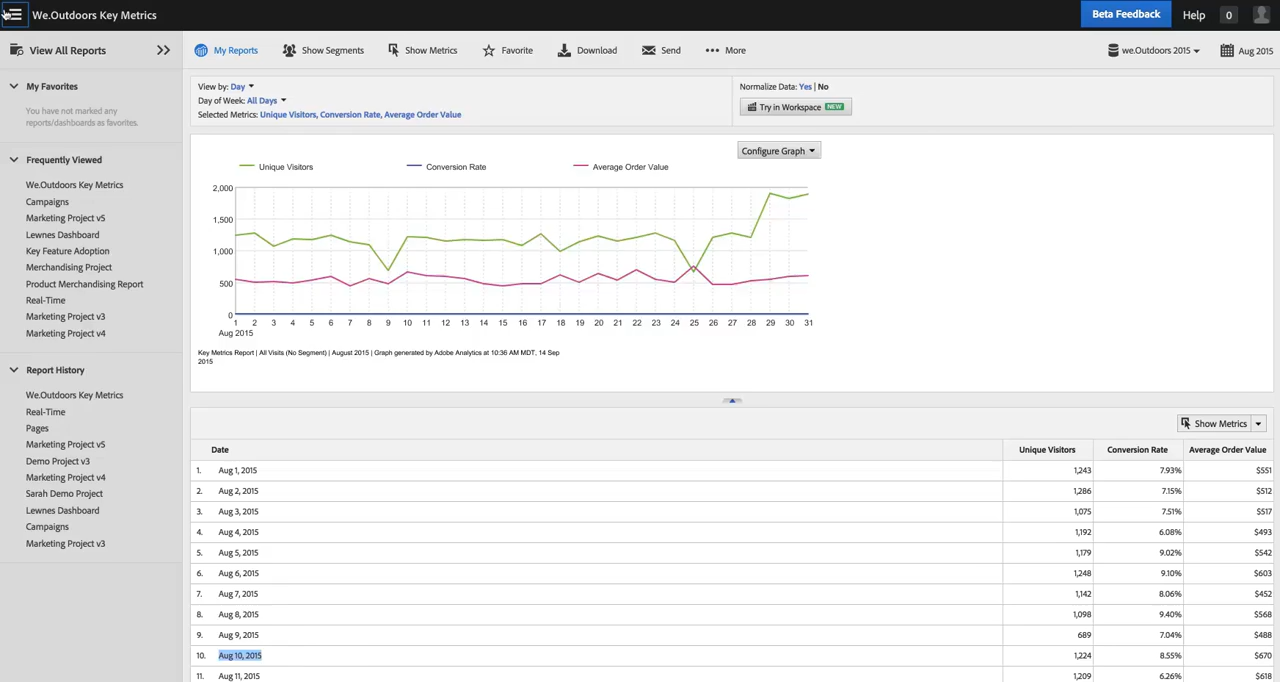 We.Outdoors Key Metrics
Beta Feedback Help 0
View All Reports
My Reports Show Segments Show Metrics Favorite Download Send ••• More we.Outdoors 2015 Aug 2015
My Favorites
You have not marked any
reports/dashboards as favorites.
Frequently Viewed
We.Outdoors Key Metrics
Campaigns
Marketing Project v5
Lewnes Dashboard
Key Feature Adoption
Merchandising Project
Product Merchandising Report
Real-Time
Marketing Project v3
Marketing Project v4
Report History
We.Outdoors Key Metrics
Real-Time
Pages
Marketing Project v5
Demo Project v3
Marketing Project v4
Sarah Demo Project
Lewnes Dashboard
Campaigns
Marketing Project v3
View by: Day
Day of Week: All Days
Selected Metrics: Unique Visitors, Conversion Rate, Average Order Value
Normalize Data: Yes | No
Try in Workspace NEW
Configure Graph
Unique Visitors Conversion Rate Average Order Value
2,000
1,500
1,000
500
0
1 2 3 4 5 6 7 8 9 10 11 12 13 14 15 16 17 18 19 20 21 22 23 24 25 26 27 28 29 30 31
Aug 2015
Key Metrics Report | All Visits (No Segment) | August 2015 | Graph generated by Adobe Analytics at 10:36 AM MDT, 14 Sep
2015
Show Metrics
Date Unique Visitors Conversion Rate Average Order Value
1. Aug 1, 2015 1,243 7.93% $551
2. Aug 2, 2015 1,286 7.15% $512
3. Aug 3, 2015 1,075 7.51% $517
4. Aug 4, 2015 1,192 6.08% $493
5. Aug 5, 2015 1,179 9.02% $542
6. Aug 6, 2015 1,248 9.10% $603
7. Aug 7, 2015 1,142 8.06% $452
8. Aug 8, 2015 1,098 9.40% $568
9. Aug 9, 2015 689 7.04% $488
10. Aug 10, 2015 1,224 8.55% $670
11. Aug 11, 2015 1,209 6.26% $618